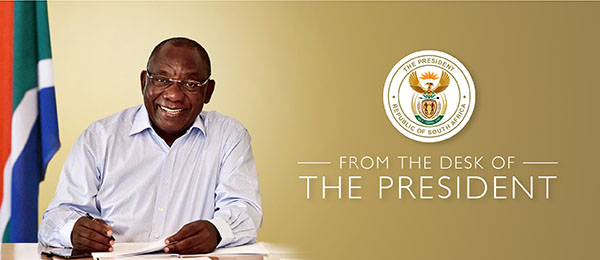 THE PRESIDENT
REPUBLIC OF SOUTH AFRICA
FROM THE DESK OF
THE PRESIDENT